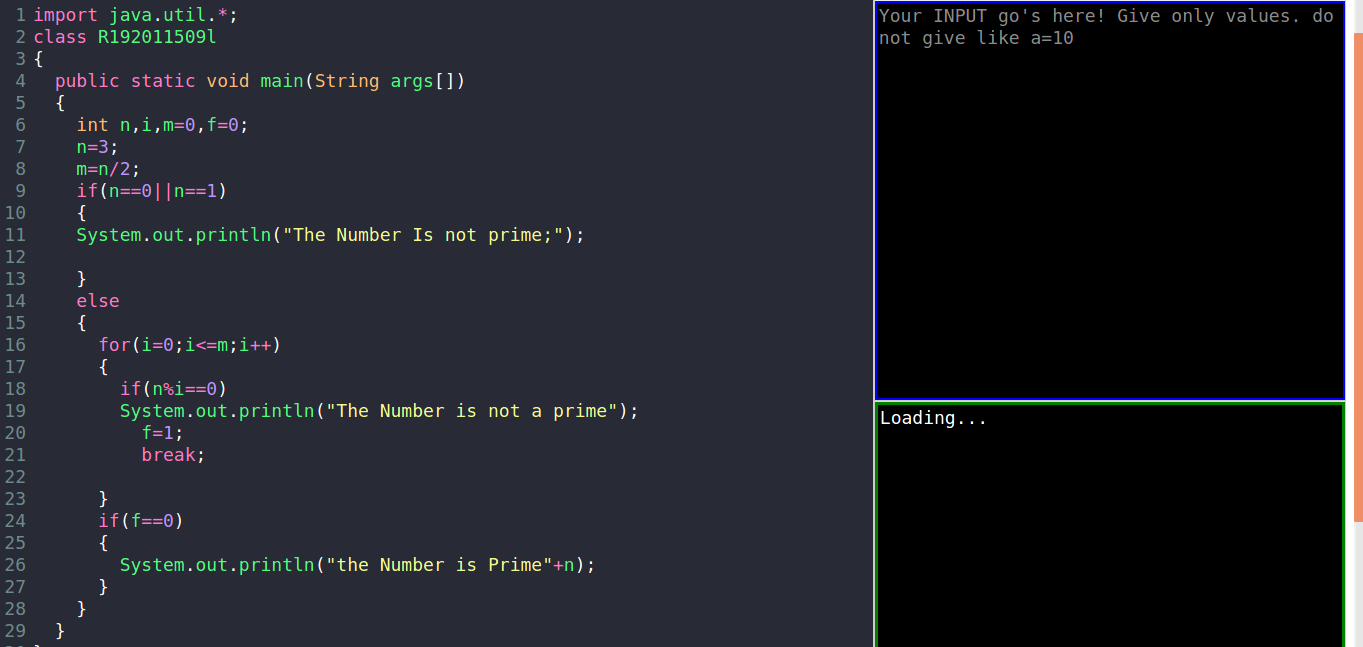 1 import java.util.*;
2 class R192011509l
3 {
4 public static void main(String args[])
5 {
6 int n,i,m=0,f=0;
7 n=3;
8 m=n/2;
9 if(n==0||n==1)
10 {
11 System.out.println("The Number Is not prime;");
12
13 }
14 else
15 {
16 for(i=0;i<=m;i++)
17 {
18 if(n%i==0)
19 System.out.println("The Number is not a prime");
20 f=1;
21 break;
22
23 }
24 if(f==0)
25 {
26 System.out.println("the Number is Prime"+n);
27 }
28 }
29 }
Your INPUT go's here! Give only values. do
not give like a=10
Loading...